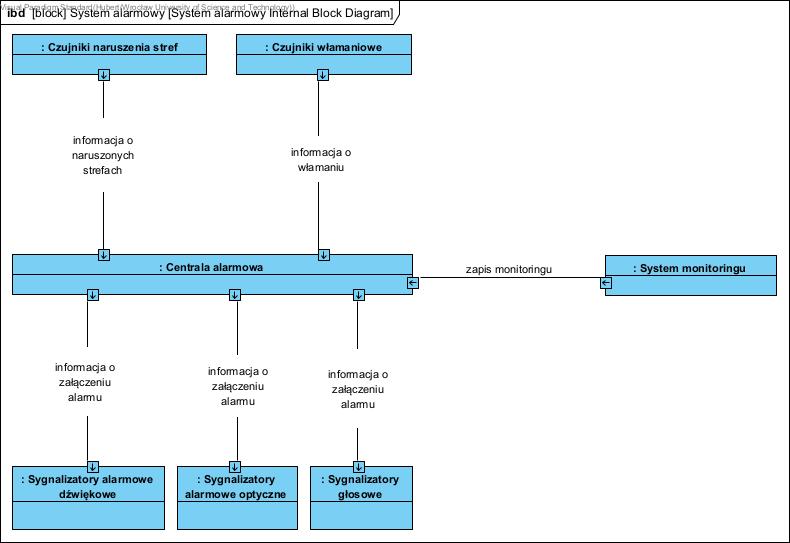 Visual Paradigm Standard(Hubert(Wroclaw University of Science and Technology))
ibd [block] System alarmowy [System alarmowy Internal Block Diagram]
: Czujniki naruszenia stref
: Czujniki włamaniowe
informacja o
naruszonych
strefach
informacja o
włamaniu
: Centrala alarmowa
zapis monitoringu
: System monitoringu
informacja o
załączeniu
alarmu
informacja o
załączeniu
alarmu
informacja o
załączeniu
alarmu
: Sygnalizatory alarmowe
dźwiękowe
: Sygnalizatory
alarmowe optyczne
: Sygnalizatory
głosowe